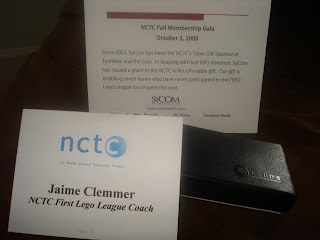 NCTC Fall Membership Gala
October 3, 2008
Since 2002, SyCom has been the NCTC's Table Gift Sponsor at
TechNite and the Gala. In keeping with last fall's donation, SyCom
has issued a grant to the NCTC in lieu of a table gift. Our gift is
enabling seven teams who have never participated in the FIRST
Lego League to compete this year.
SYCOM
nctc
Jaime Clemmer
NCTC First Lego League Coach